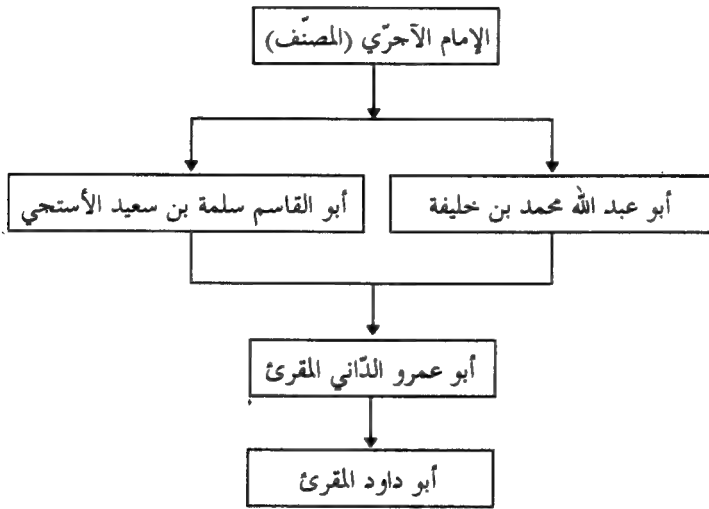 الإمام الآجرّي (المصنّف)
أبو عبد الله محمد بن خليفة
أبو القاسم سلمة بن سعيد الأستجي
أبو عمرو الدّاني المقرئ
أبو داود المقرئ